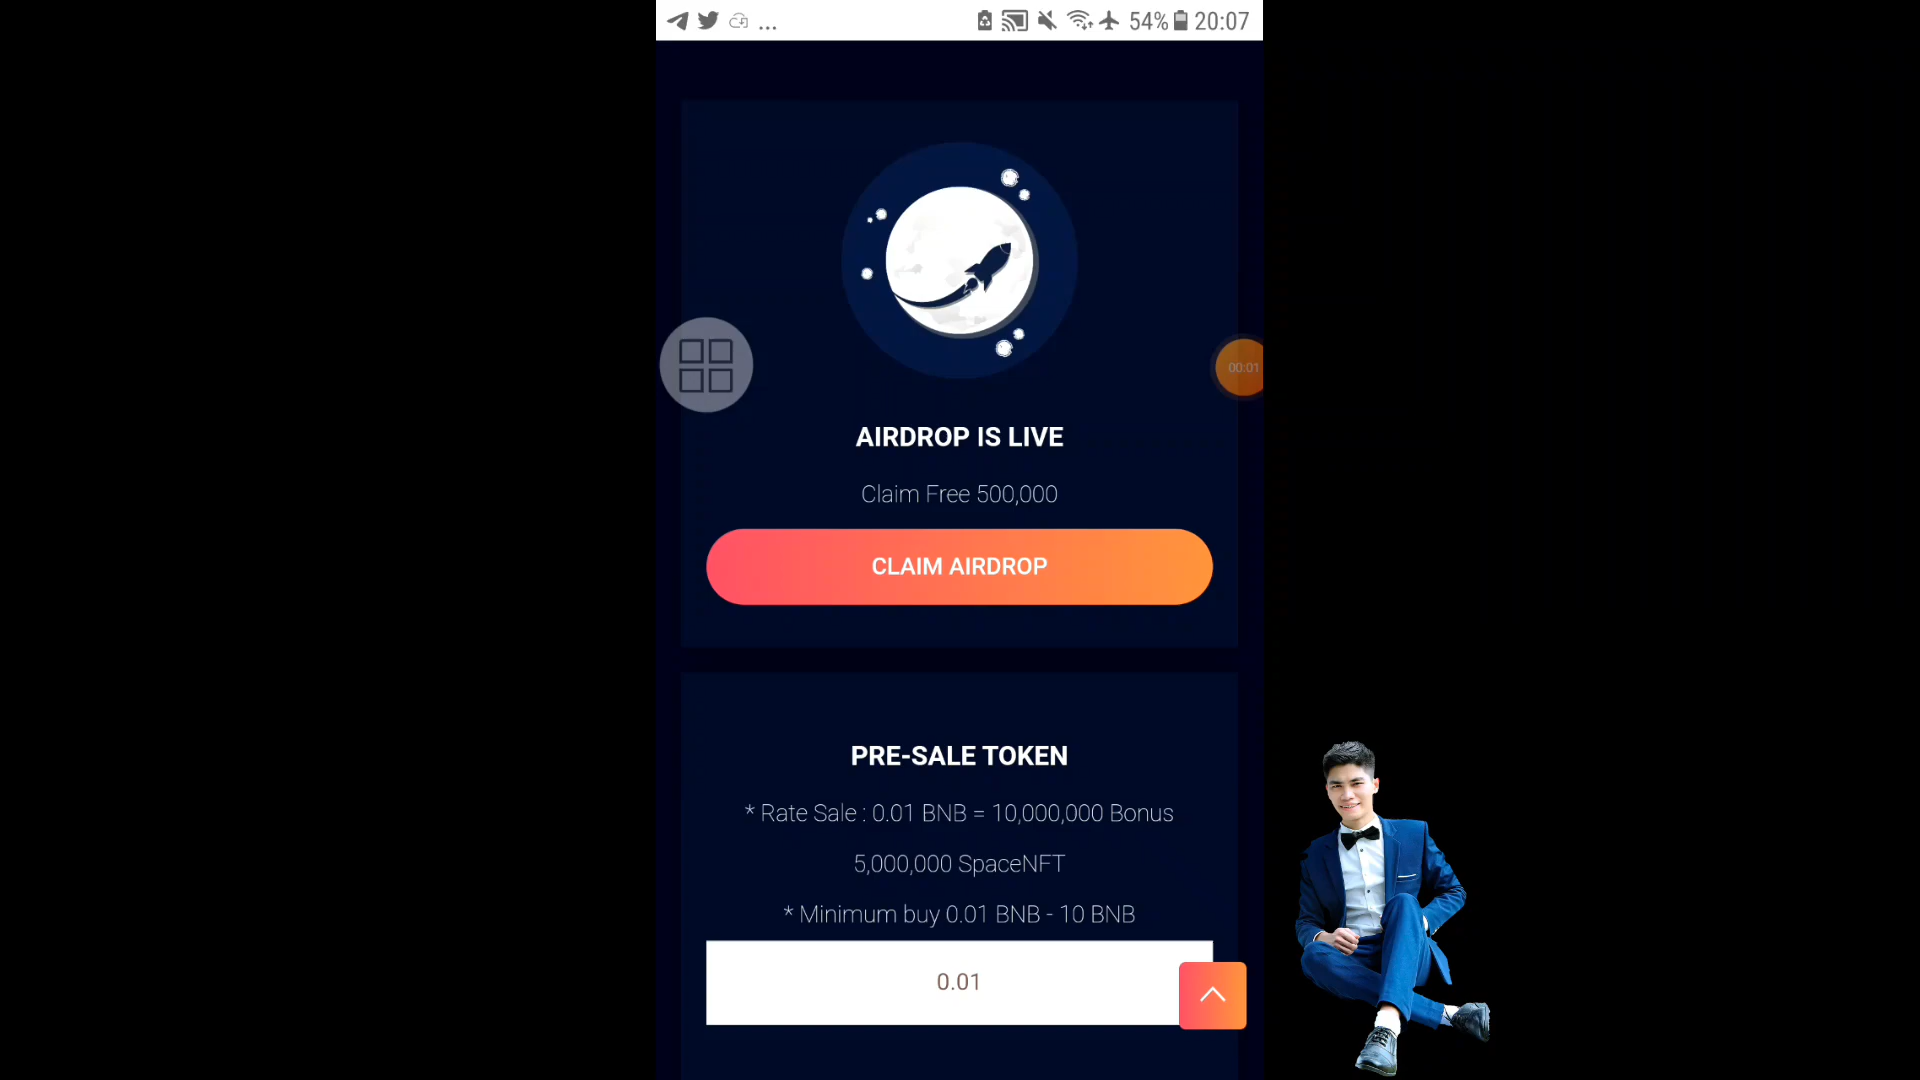 ... 54% 20:07
00:01
AIRDROP IS LIVE
Claim Free 500,000
CLAIM AIRDROP
PRE-SALE TOKEN
* Rate Sale : 0.01 BNB = 10,000,000 Bonus
5,000,000 SpaceNFT
* Minimum buy 0.01 BNB - 10 BNB
0.01